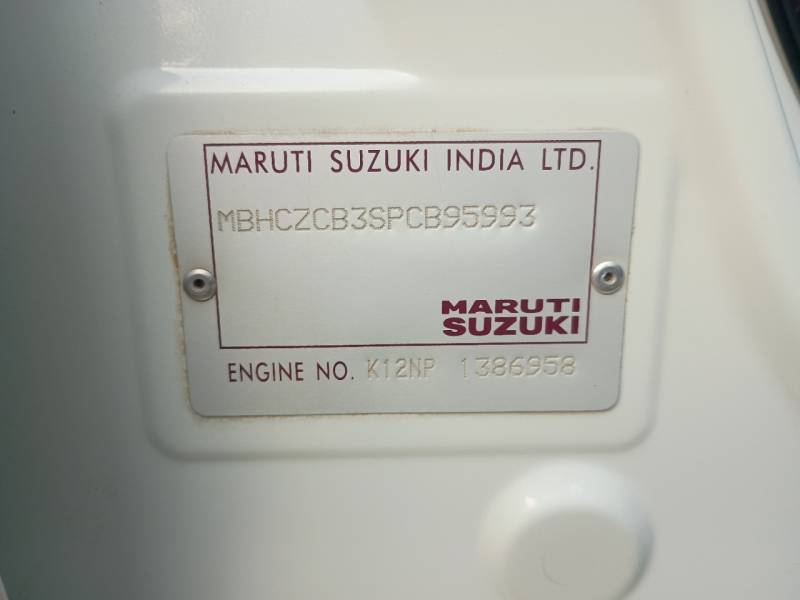 MARUTI SUZUKI INDIA LTD.
MBHCZCB3SPCB95993
MARUTI
SUZUKI
ENGINE NO. K12NP 1386958